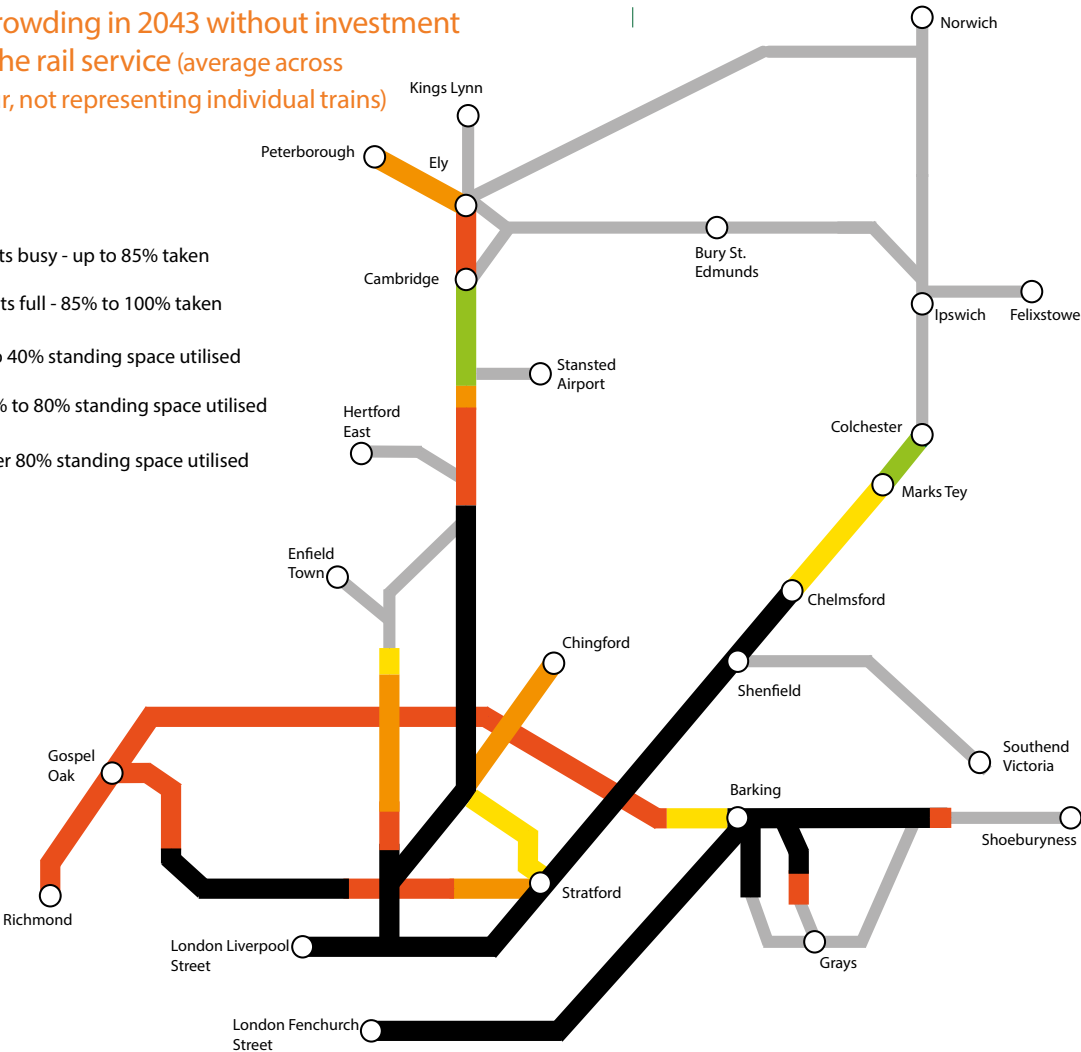 rowding in 2043 without investment
he rail service (average across
r, not representing individual trains)
Norwich
Kings Lynn
Peterborough
Ely
ts busy - up to 85% taken
Bury St.
Edmunds
Cambridge
ts full - 85% to 100% taken
Ipswich
Felixstowe
o 40% standing space utilised
Stansted
Airport
% to 80% standing space utilised
Hertford
East
Colchester
er 80% standing space utilised
Marks Tey
Enfield
Town
Chelmsford
Chingford
Shenfield
Gospel
Oak
Southend
Victoria
Barking
Shoeburyness
Stratford
Richmond
London Liverpool
Street
Grays
London Fenchurch
Street